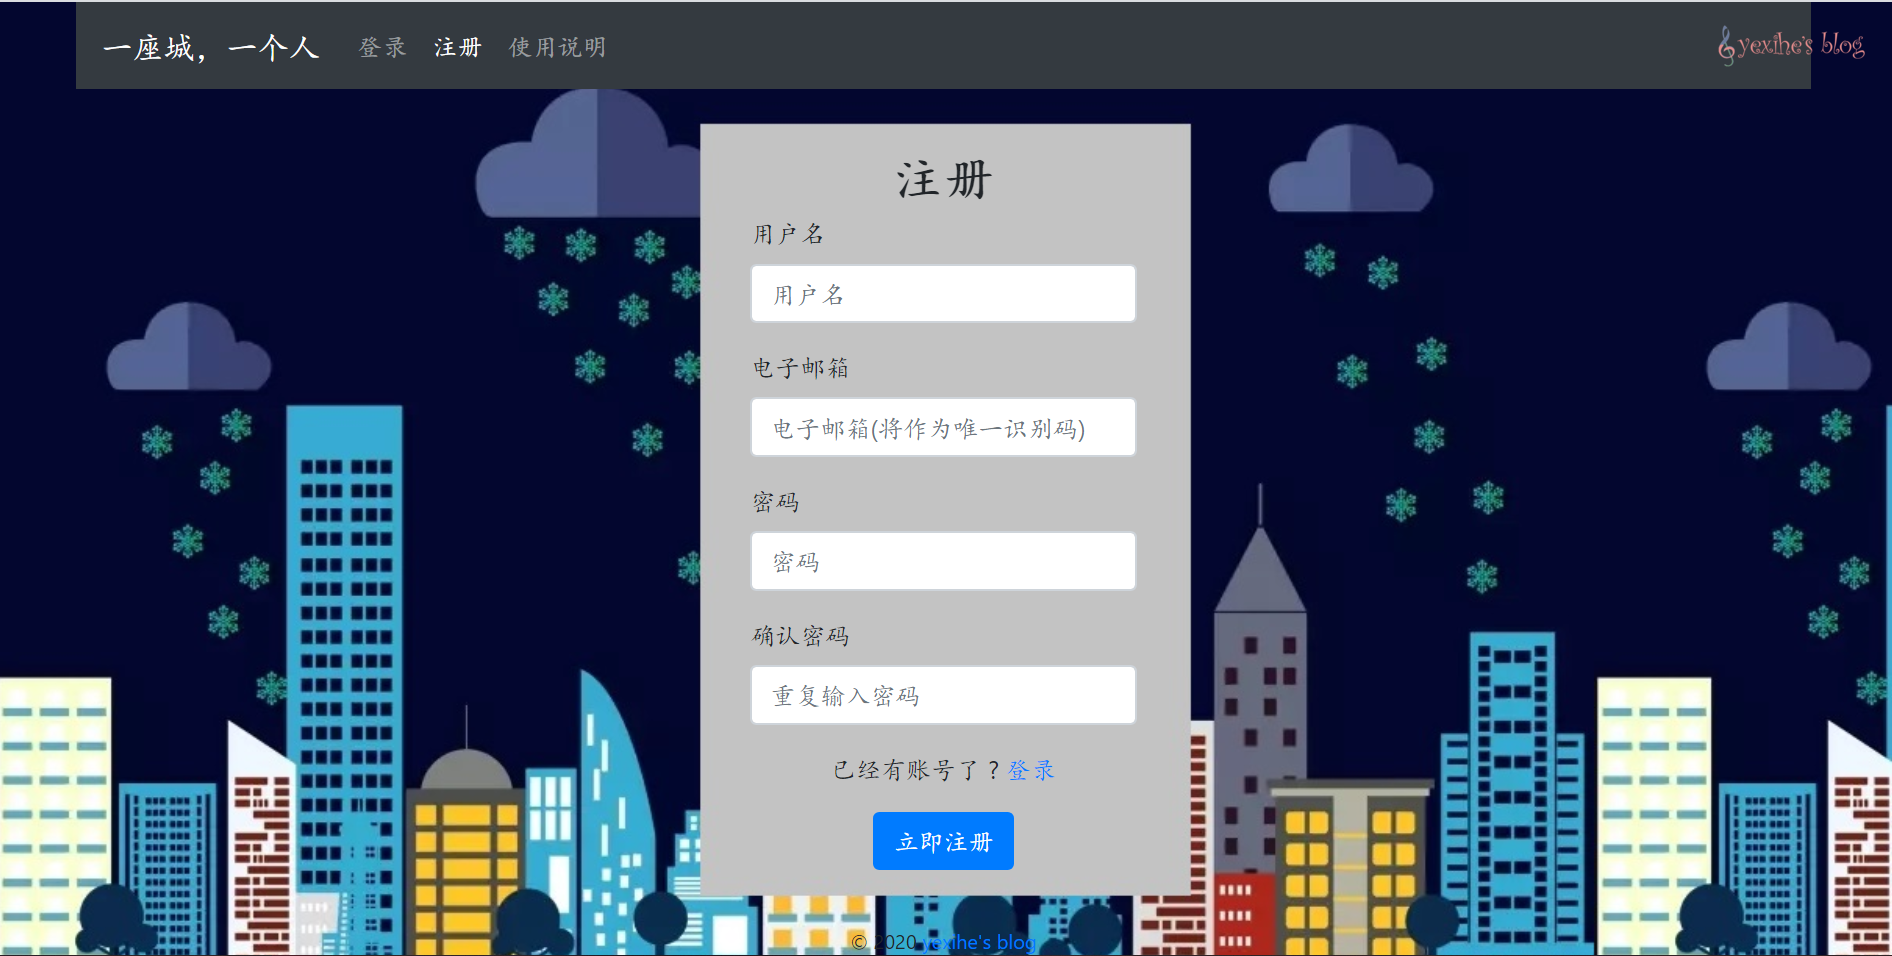 一座城，一个人 登录 注册 使用说明
yexihe's blog
注册
用户名
用户名
电子邮箱
电子邮箱(将作为唯一识别码)
密码
密码
确认密码
重复输入密码
已经有账号了？登录
立即注册
© 2020 yexihe's blog